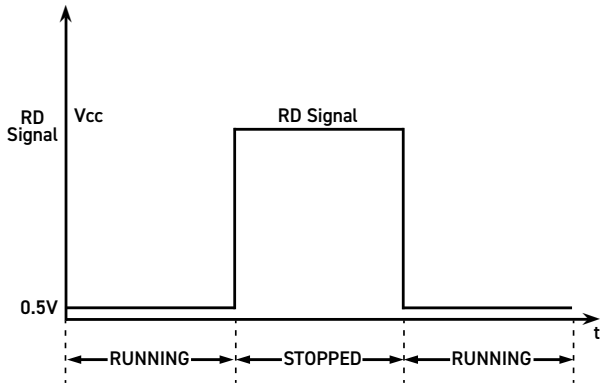 RD
Signal
Vcc
RD Signal
0.5V
t
RUNNING
STOPPED
RUNNING